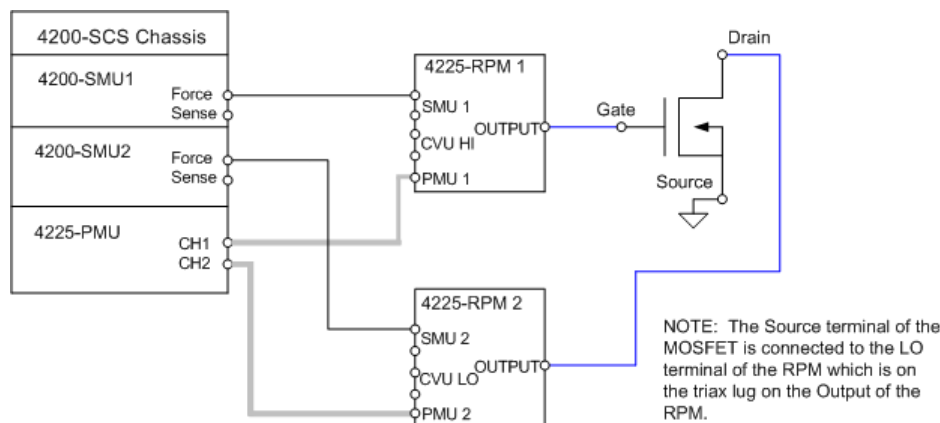 4200-SCS Chassis
4200-SMU1
Force
Sense
4200-SMU2
Force
Sense
4225-PMU
CH1
CH2
4225-RPM 1
SMU 1
CVU HI
OUTPUT
PMU 1
Gate
Drain
Source
4225-RPM 2
SMU 2
CVU LO
OUTPUT
PMU 2
NOTE: The Source terminal of the
MOSFET is connected to the LO
terminal of the RPM which is on
the triax lug on the Output of the
RPM.